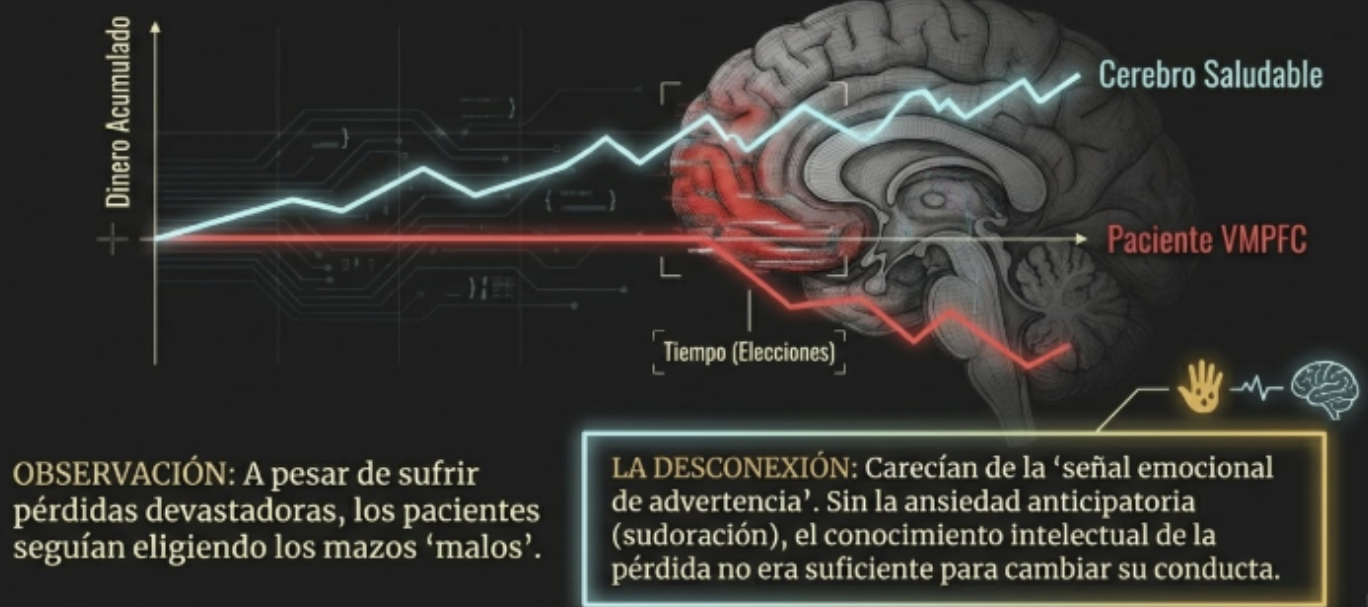 Dinero Acumulado
Cerebro Saludable
Paciente VMPFC
Tiempo (Elecciones)
OBSERVACIÓN: A pesar de sufrir
pérdidas devastadoras, los pacientes
seguían eligiendo los mazos ‘malos’.
LA DESCONEXIÓN: Carecían de la ‘señal emocional
de advertencia’. Sin la ansiedad anticipatoria
(sudoración), el conocimiento intelectual de la
pérdida no era suficiente para cambiar su conducta.